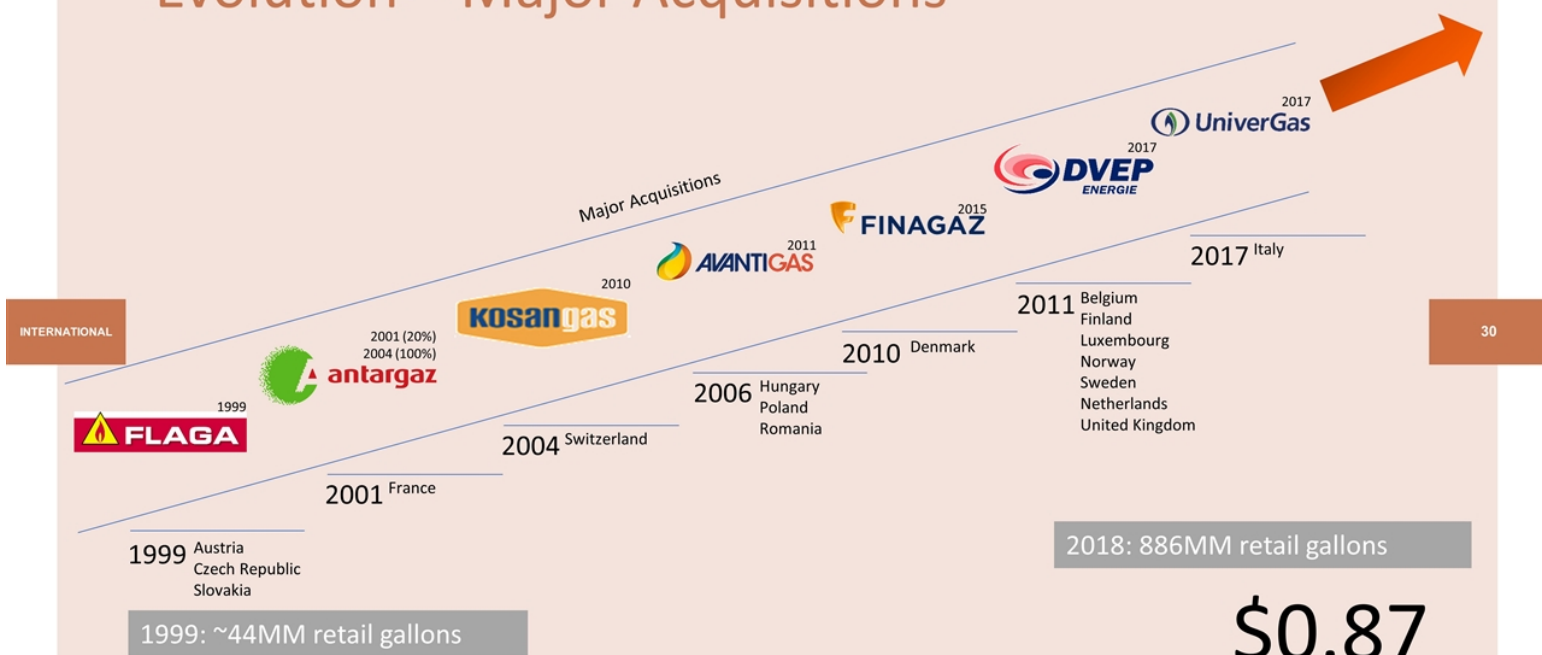 Evolution – Major Acquisitions
2017
UniverGas
2017
DVEP
ENERGIE
Major Acquisitions
2015
FINAGAZ
2011
AVANTIGAS
2010
KOSANgas
2001 (20%)
2004 (100%)
antargaz
1999
FLAGA
INTERNATIONAL
30
2017 Italy
2011 Belgium
Finland
Luxembourg
Norway
Sweden
Netherlands
United Kingdom
2010 Denmark
2006 Hungary
Poland
Romania
2004 Switzerland
2001 France
1999 Austria
Czech Republic
Slovakia
2018: 886MM retail gallons
1999: ~44MM retail gallons
$0.87